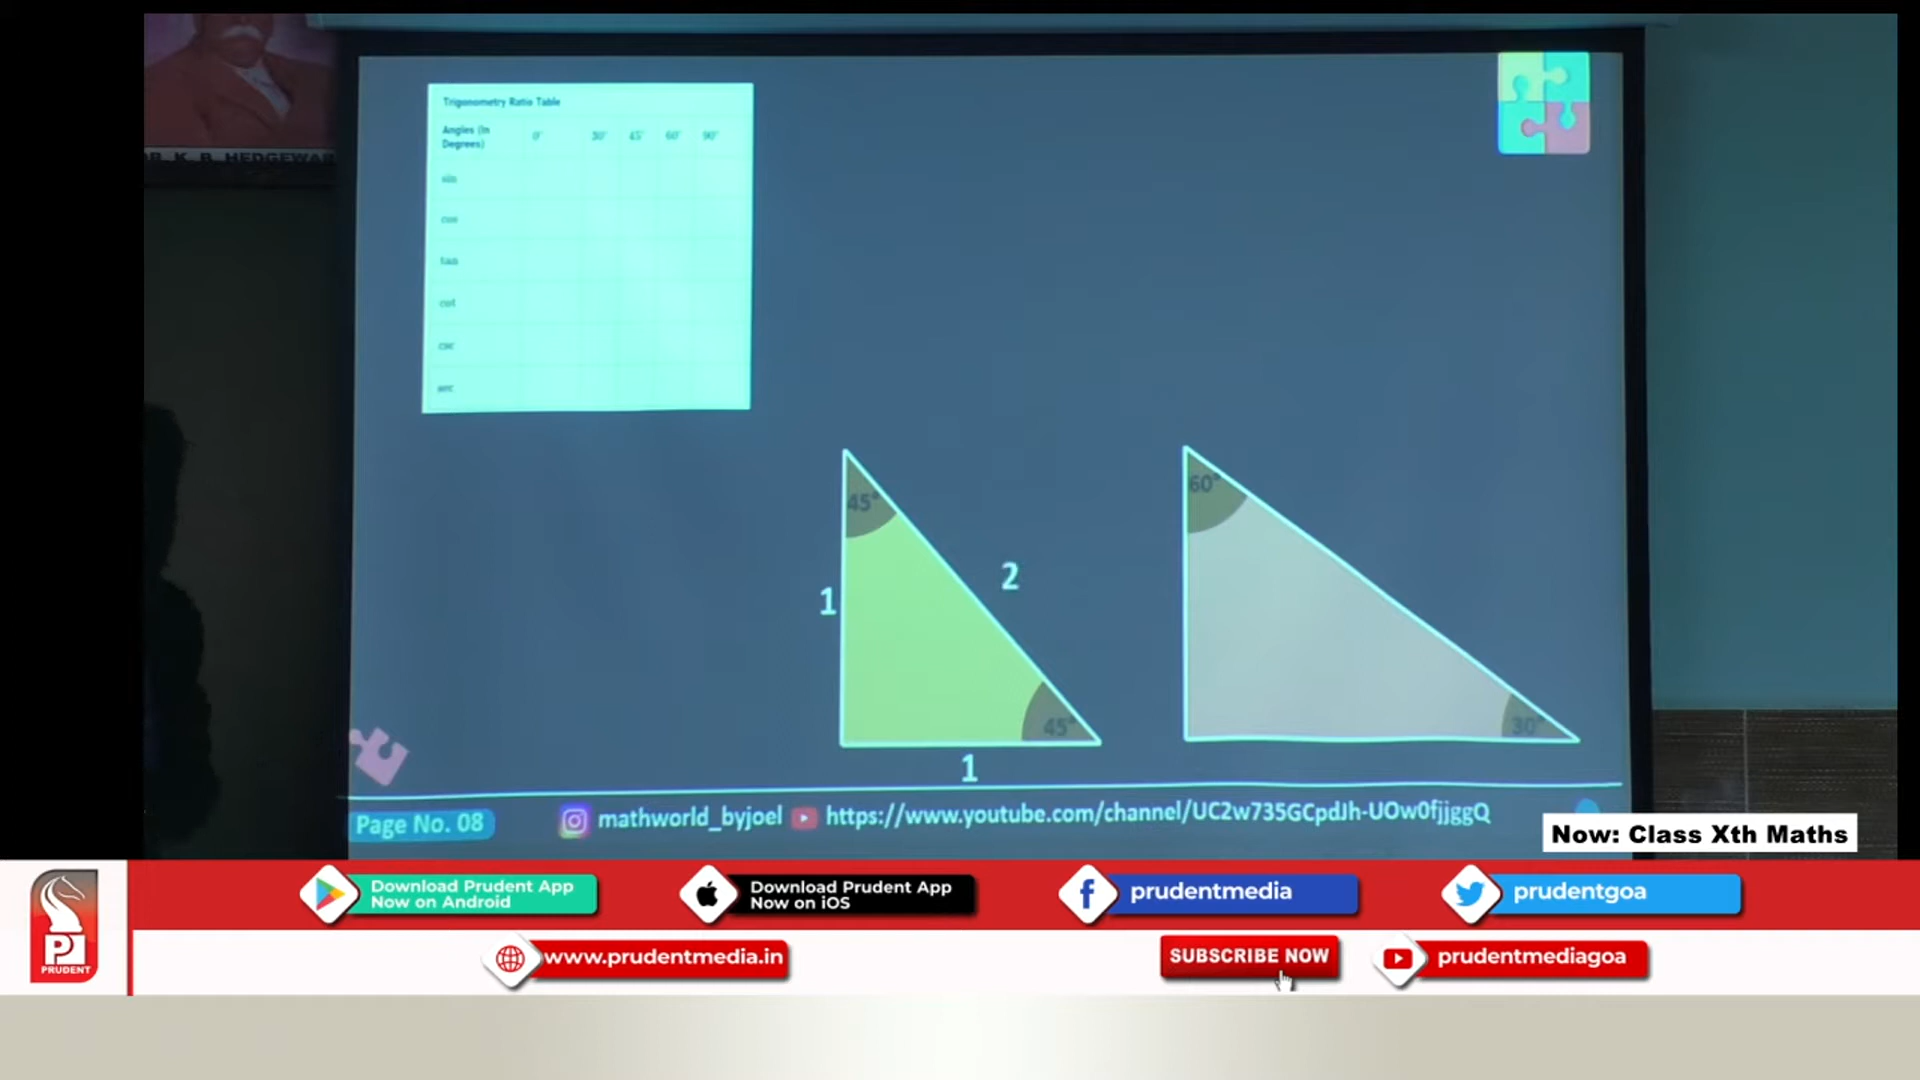 DR. K. B. HEDGEWAR
Trigonometry Ratio Table
Angles (In Degrees) 0° 30° 45° 60° 90°
sin
cos
tan
cot
csc
sec
45°
1
2
45°
1
60°
30°
Page No. 08
mathworld_byjoel
https://www.youtube.com/channel/UC2w735GCpdJh-UOw0fjjggQ
Now: Class Xth Maths
PRUDENT
Download Prudent App
Now on Android
Download Prudent App
Now on iOS
prudentmedia
prudentgoa
www.prudentmedia.in
SUBSCRIBE NOW
prudentmediagoa